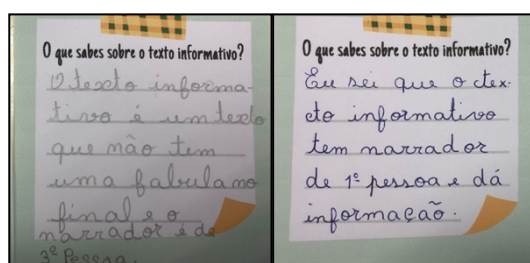 O que sabes sobre o texto informativo?
O texto informa-
tivo é um texto
que não tem
uma fabula no
final e o
narrador é de
3ª Pessoa.
O que sabes sobre o texto informativo?
Eu sei que o tex-
to informativo
tem narrador
de 1ª pessoa e dá
informação.